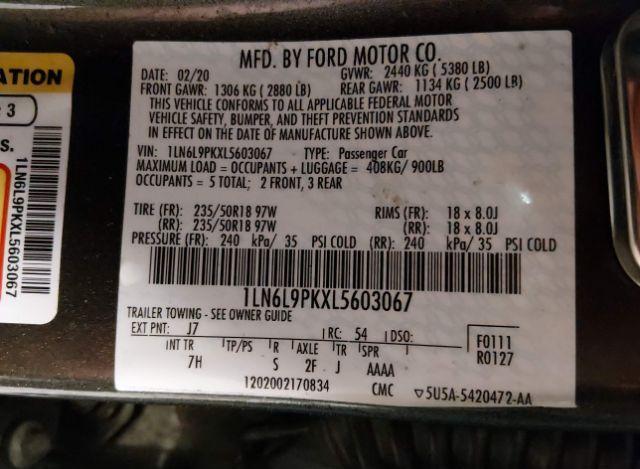 MFD. BY FORD MOTOR CO.
DATE: 02/20 GVWR: 2440 KG ( 5380 LB)
FRONT GAWR: 1306 KG ( 2880 LB) REAR GAWR: 1134 KG ( 2500 LB)
THIS VEHICLE CONFORMS TO ALL APPLICABLE FEDERAL MOTOR
VEHICLE SAFETY, BUMPER, AND THEFT PREVENTION STANDARDS
IN EFFECT ON THE DATE OF MANUFACTURE SHOWN ABOVE.
VIN: 1LN6L9PKXL5603067 TYPE: Passenger Car
MAXIMUM LOAD = OCCUPANTS + LUGGAGE = 408KG/ 900LB
OCCUPANTS = 5 TOTAL; 2 FRONT, 3 REAR
TIRE (FR): 235/50R18 97W RIMS (FR): 18 x 8.0J
(RR): 235/50R18 97W (RR): 18 x 8.0J
PRESSURE (FR): 240 kPa/ 35 PSI COLD (RR): 240 kPa/ 35 PSI COLD
1LN6L9PKXL5603067
TRAILER TOWING - SEE OWNER GUIDE
EXT PNT: J7 RC: 54 DSO:
F0111
R0127
INT TR TP/PS R AXLE TR SPR
7H S 2F J AAAA
1202002170834 CMC ▽5U5A-5420472-AA
ATION
3
s.
1LN6L9PKXL5603067